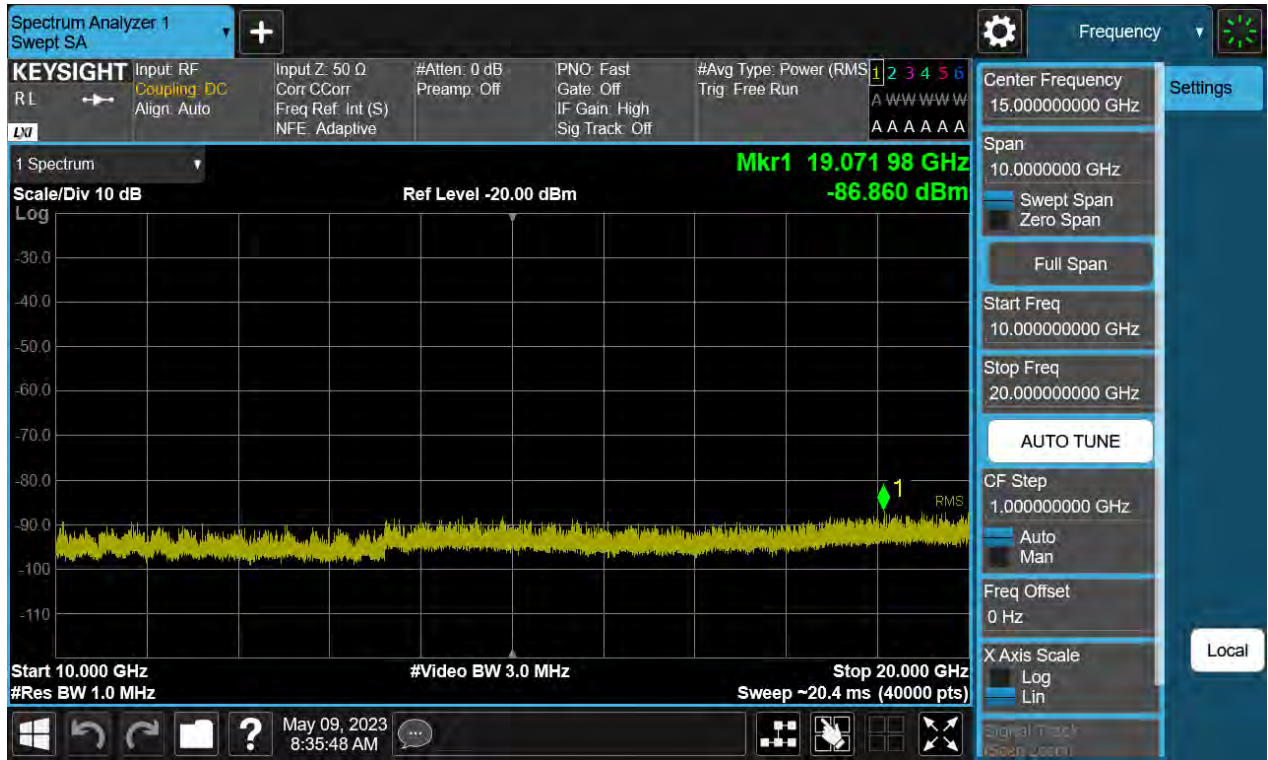 Spectrum Analyzer 1
Swept SA
+
Frequency
KEYSIGHT
RL
LXI
Input: RF
Coupling: DC
Align: Auto
Input Z: 50 Ω
Corr CCorr
Freq Ref: Int (S)
NFE: Adaptive
#Atten: 0 dB
Preamp: Off
PNO: Fast
Gate: Off
IF Gain: High
Sig Track: Off
#Avg Type: Power (RMS
Trig: Free Run
1 2 3 4 5 6
A W W W W W
A A A A A A
1 Spectrum
Scale/Div 10 dB
Ref Level -20.00 dBm
Mkr1 19.071 98 GHz
-86.860 dBm
Log
-30.0
-40.0
-50.0
-60.0
-70.0
-80.0
-90.0
-100
-110
1
RMS
Start 10.000 GHz
#Video BW 3.0 MHz
Stop 20.000 GHz
#Res BW 1.0 MHz
Sweep ~20.4 ms (40000 pts)
Center Frequency
15.000000000 GHz
Settings
Span
10.0000000 GHz
Swept Span
Zero Span
Full Span
Start Freq
10.000000000 GHz
Stop Freq
20.000000000 GHz
AUTO TUNE
CF Step
1.000000000 GHz
Auto
Man
Freq Offset
0 Hz
X Axis Scale
Log
Lin
Local
Signal Track
(Span Zoom)
?
May 09, 2023
8:35:48 AM